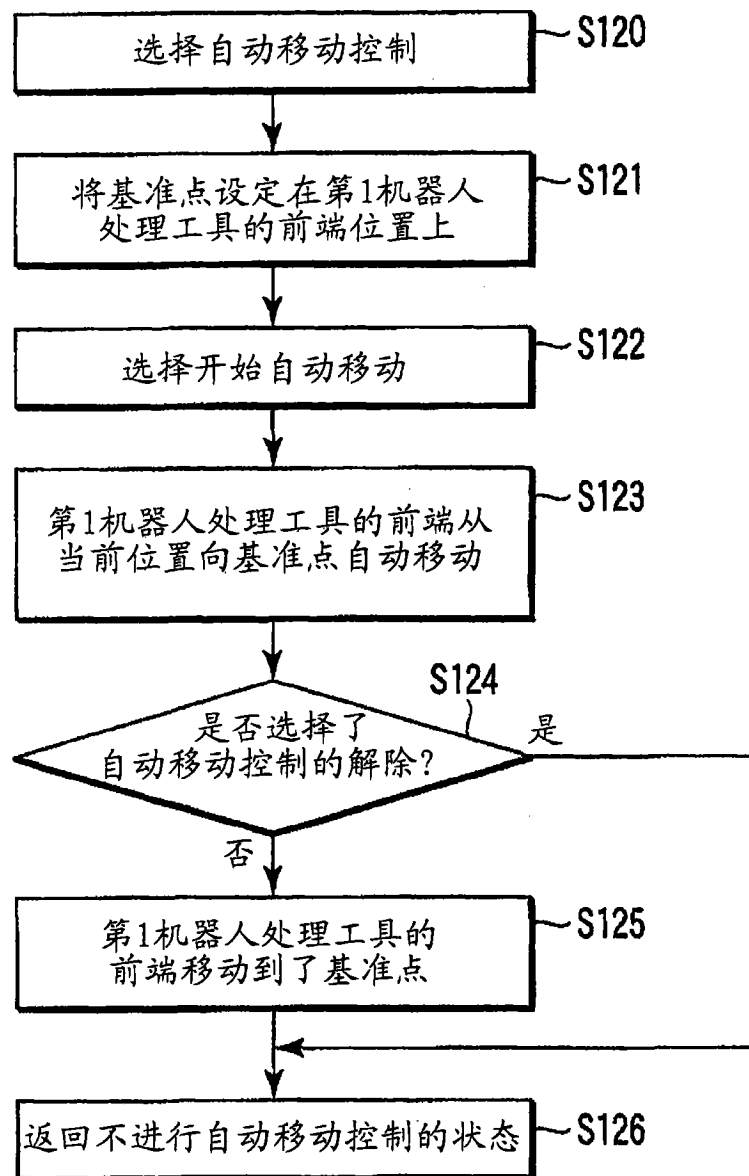 选择自动移动控制
S120
将基准点设定在第1机器人
处理工具的前端位置上
S121
选择开始自动移动
S122
第1机器人处理工具的前端从
当前位置向基准点自动移动
S123
S124
是否选择了
自动移动控制的解除?
是
否
第1机器人处理工具的
前端移动到了基准点
S125
返回不进行自动移动控制的状态
S126